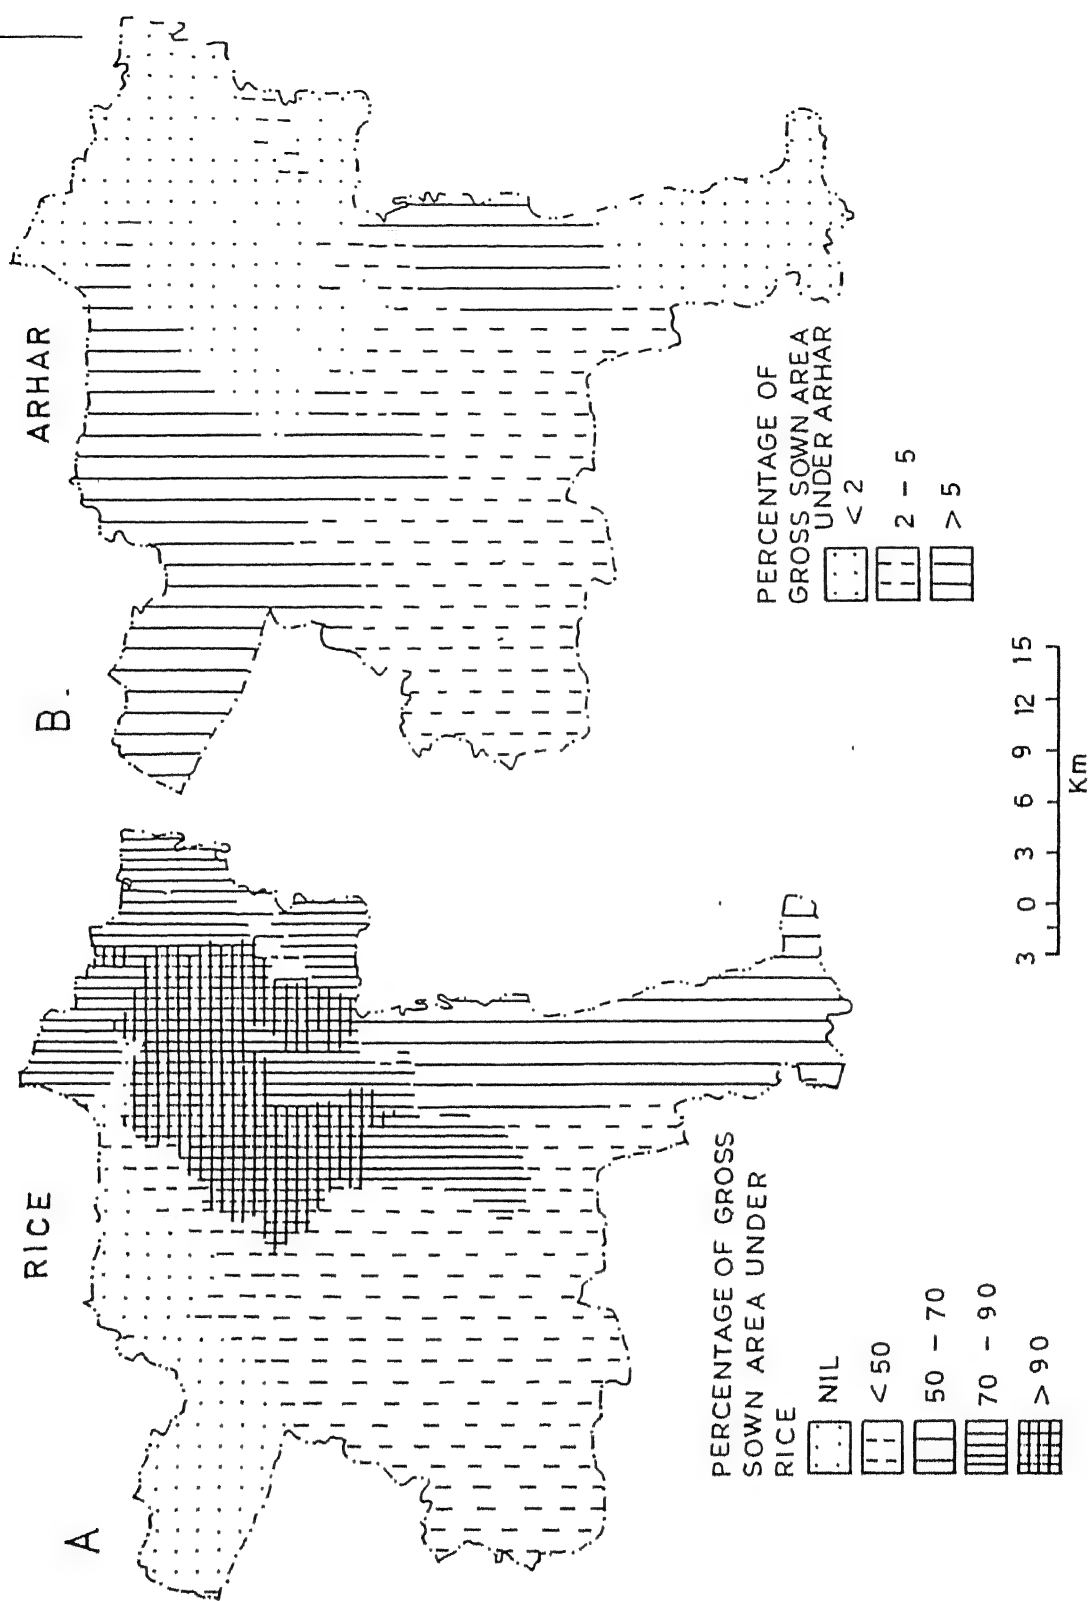 A
RICE
PERCENTAGE OF GROSS
SOWN AREA UNDER
RICE
NIL
< 50
50 - 70
70 - 90
> 90
B.
ARHAR
PERCENTAGE OF
GROSS SOWN AREA
UNDER ARHAR
< 2
2 - 5
> 5
3 0 3 6 9 12 15
Km